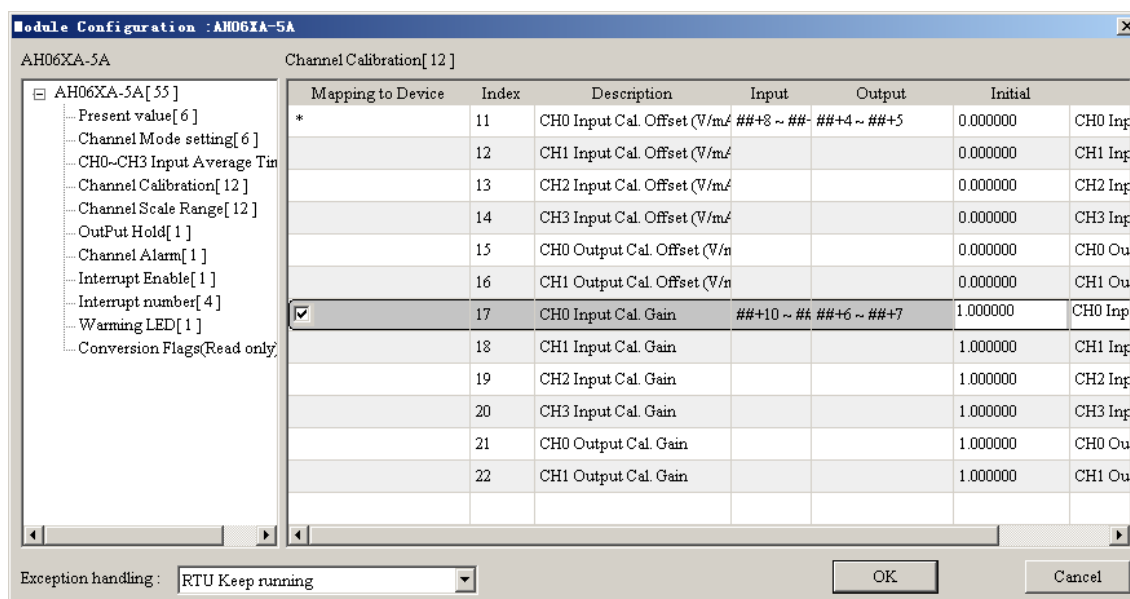 Module Configuration :AH06XA-5A
AH06XA-5A
Channel Calibration[ 12 ]
AH06XA-5A[ 55 ]
Present value[ 6 ]
Channel Mode setting[ 6 ]
CH0~CH3 Input Average Tim
Channel Calibration[ 12 ]
Channel Scale Range[ 12 ]
OutPut Hold[ 1 ]
Channel Alarm[ 1 ]
Interrupt Enable[ 1 ]
Interrupt number[ 4 ]
Warming LED[ 1 ]
Conversion Flags(Read only)
Mapping to Device Index Description Input Output Initial
* 11 CH0 Input Cal. Offset (V/mA ##+8 ~ ##- ##+4 ~ ##+5 0.000000 CH0 Inp
12 CH1 Input Cal. Offset (V/mA 0.000000 CH1 Inp
13 CH2 Input Cal. Offset (V/mA 0.000000 CH2 Inp
14 CH3 Input Cal. Offset (V/mA 0.000000 CH3 Inp
15 CH0 Output Cal. Offset (V/m 0.000000 CH0 Ou
16 CH1 Output Cal. Offset (V/m 0.000000 CH1 Ou
17 CH0 Input Cal. Gain ##+10 ~ ## ##+6 ~ ##+7 1.000000 CH0 Inp
18 CH1 Input Cal. Gain 1.000000 CH1 Inp
19 CH2 Input Cal. Gain 1.000000 CH2 Inp
20 CH3 Input Cal. Gain 1.000000 CH3 Inp
21 CH0 Output Cal. Gain 1.000000 CH0 Ou
22 CH1 Output Cal. Gain 1.000000 CH1 Ou
Exception handling : RTU Keep running
OK
Cancel